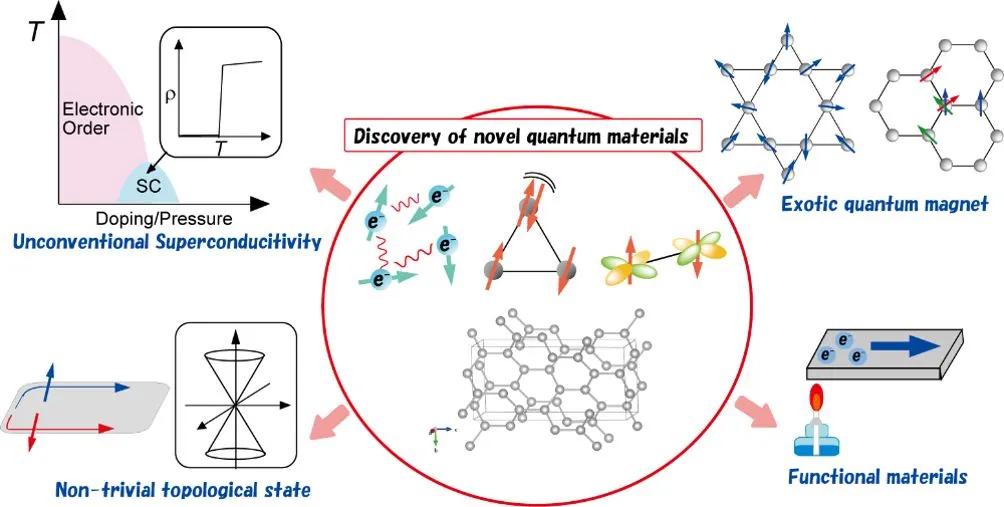 T
Electronic
Order
ρ
T
SC
Doping/Pressure
Unconventional Superconducitivity
Discovery of novel quantum materials
e⁻
e⁻
e⁻
e⁻
Exotic quantum magnet
Non-trivial topological state
e⁻
e⁻
e⁻
Functional materials